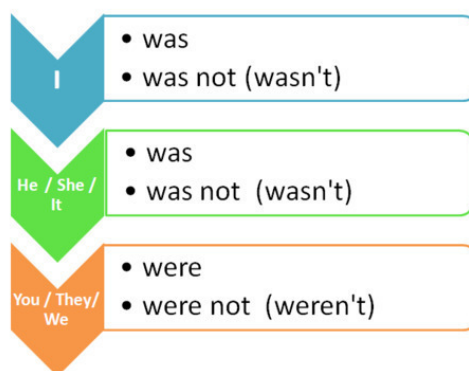 I
• was
• was not (wasn't)
He / She /
It
• was
• was not (wasn't)
You / They/
We
• were
• were not (weren't)